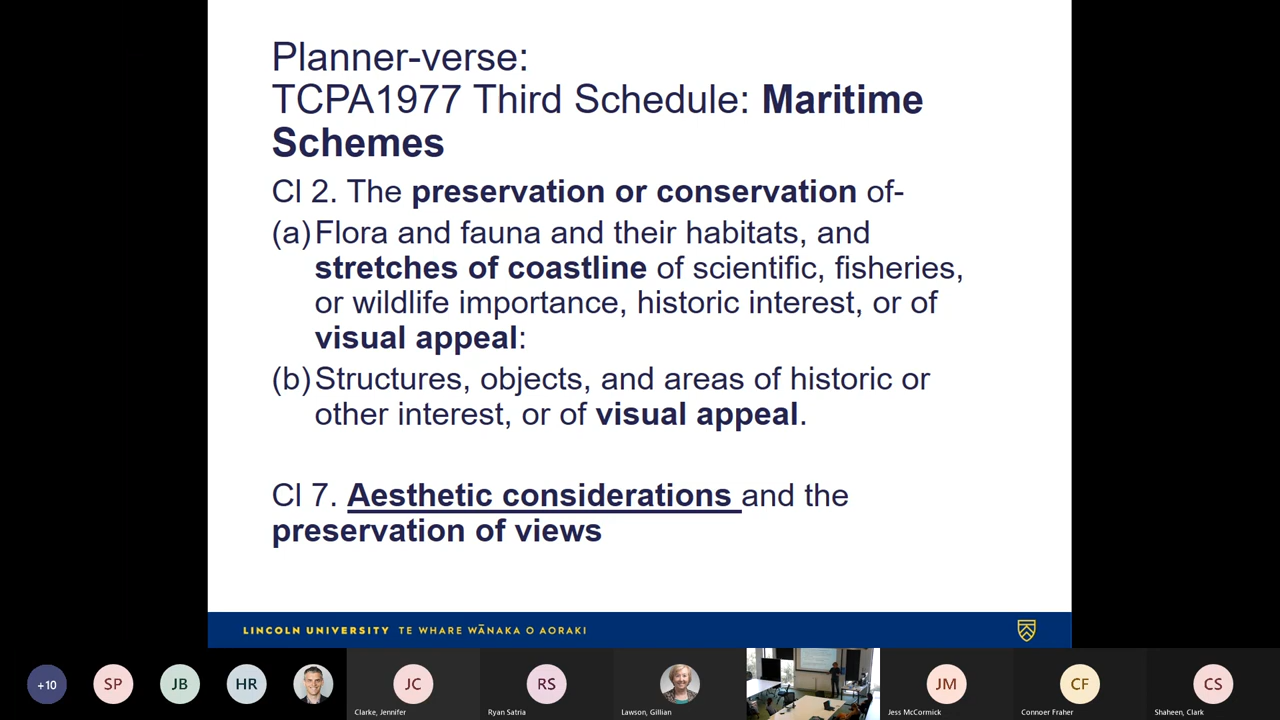 Planner-verse:
TCPA1977 Third Schedule: Maritime
Schemes
Cl 2. The preservation or conservation of-
(a) Flora and fauna and their habitats, and
stretches of coastline of scientific, fisheries,
or wildlife importance, historic interest, or of
visual appeal:
(b) Structures, objects, and areas of historic or
other interest, or of visual appeal.
Cl 7. Aesthetic considerations and the
preservation of views
LINCOLN UNIVERSITY TE WHARE WĀNAKA O AORAKI
+10 SP JB HR JC RS JM CF CS
Clarke, Jennifer Ryan Satria Lawson, Gillian Jess McCormick Connoer Fraher Shaheen, Clark